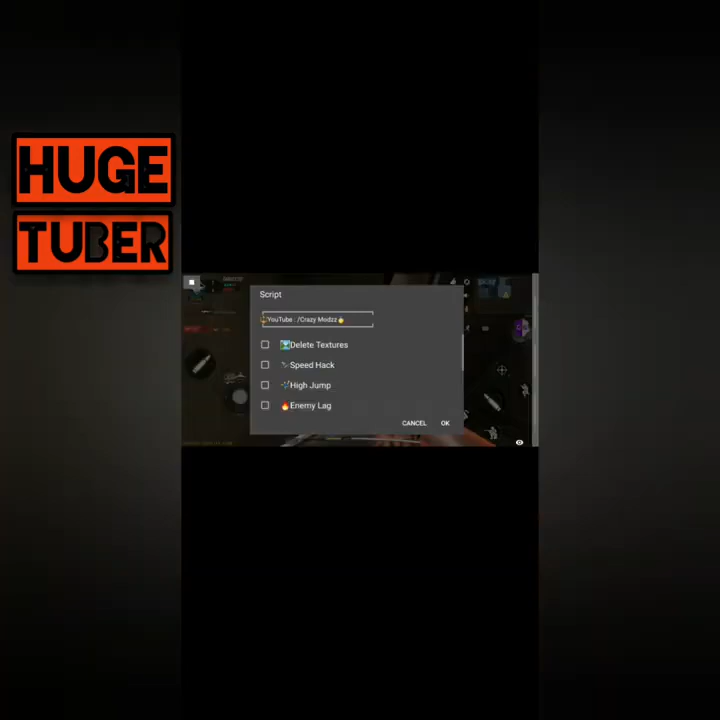 HUGE
TUBER
Script
YouTube : /Crazy Modzz
Delete Textures
Speed Hack
High Jump
Enemy Lag
CANCEL OK